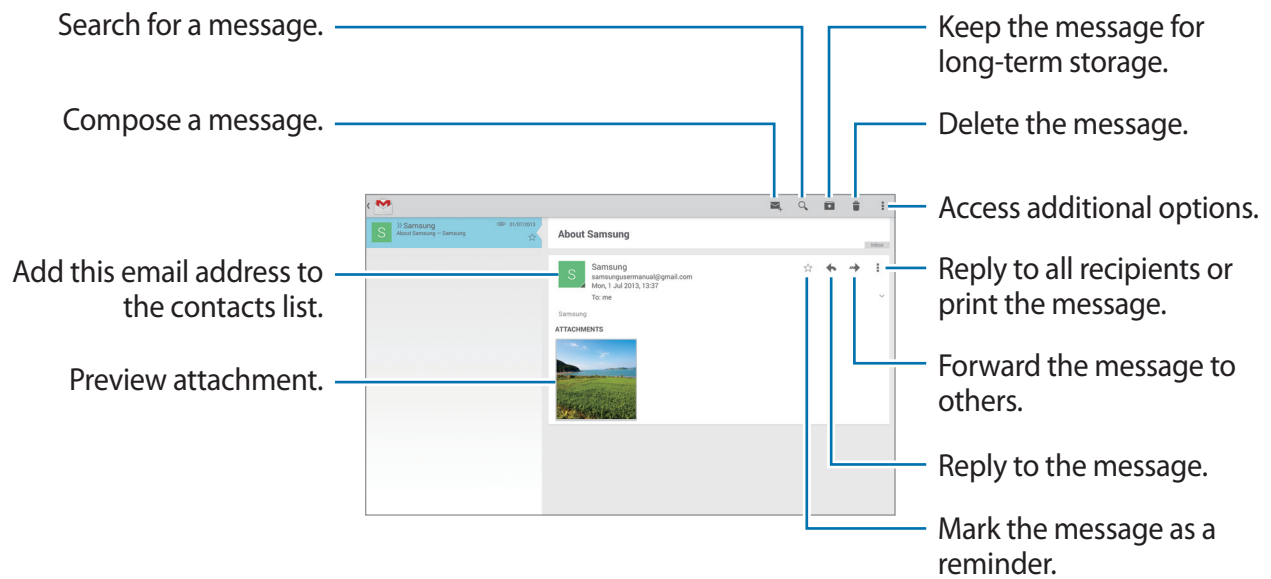 Search for a message.
Compose a message.
Add this email address to
the contacts list.
Preview attachment.
Samsung
About Samsung — Samsung
01/07/2013
About Samsung
Inbox
S
S
Samsung
samsungusermanual@gmail.com
Mon, 1 Jul 2013, 13:37
To: me
Samsung
ATTACHMENTS
Keep the message for
long-term storage.
Delete the message.
Access additional options.
Reply to all recipients or
print the message.
Forward the message to
others.
Reply to the message.
Mark the message as a
reminder.